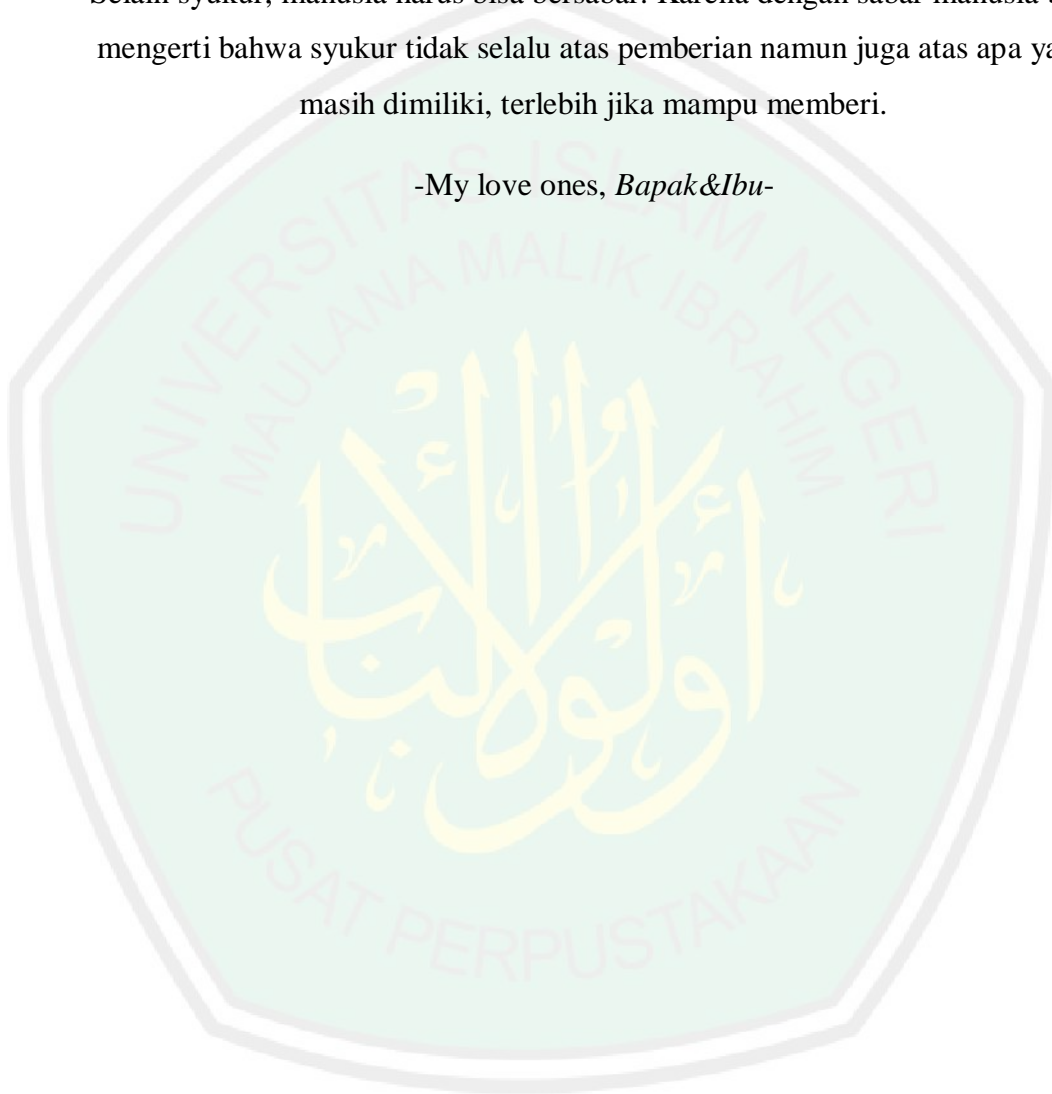 Selain syukur, manusia harus bisa bersabar. Karena dengan sabar manusia
mengerti bahwa syukur tidak selalu atas pemberian namun juga atas apa
masih dimiliki, terlebih jika mampu memberi.
-My love ones, Bapak&Ibu-
UNIVERSITAS ISLAM NEGERI
MAULANA MALIK IBRAHIM
أولوا الألباب
PUSAT PERPUSTAKAAN